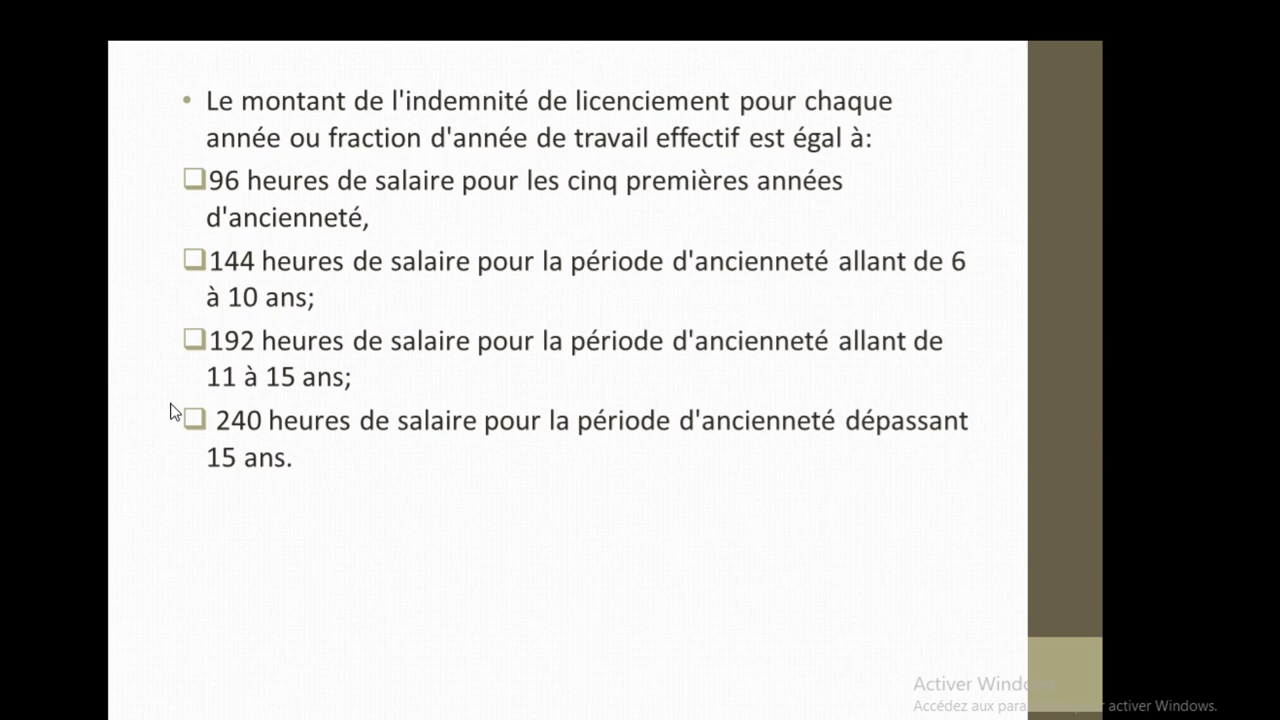 Le montant de l'indemnité de licenciement pour chaque
année ou fraction d'année de travail effectif est égal à:
96 heures de salaire pour les cinq premières années
d'ancienneté,
144 heures de salaire pour la période d'ancienneté allant de 6
à 10 ans;
192 heures de salaire pour la période d'ancienneté allant de
11 à 15 ans;
240 heures de salaire pour la période d'ancienneté dépassant
15 ans.
Activer Windows
Accédez aux activer Windows.